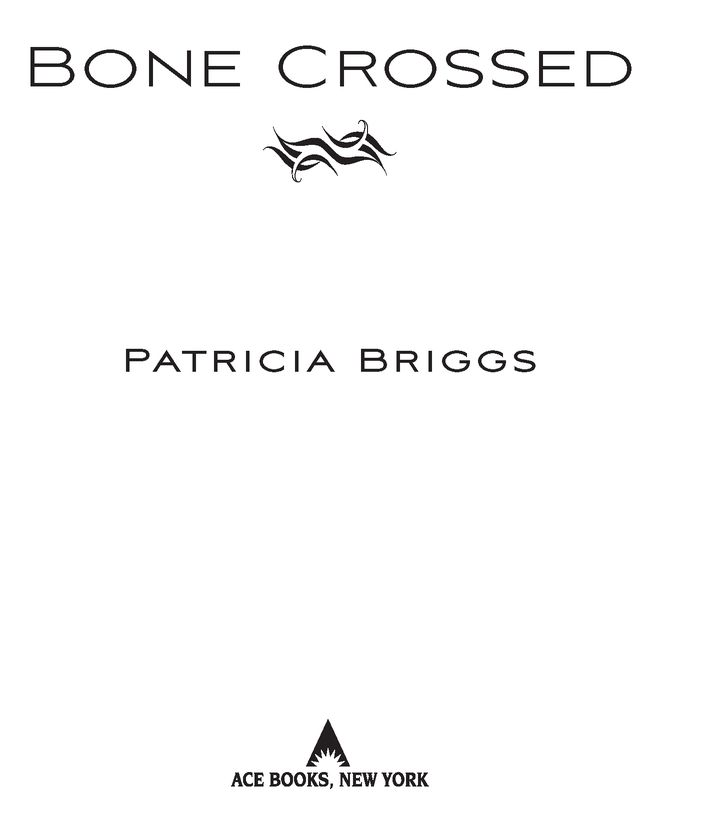 BONE CROSSED
PATRICIA BRIGGS
ACE BOOKS, NEW YORK